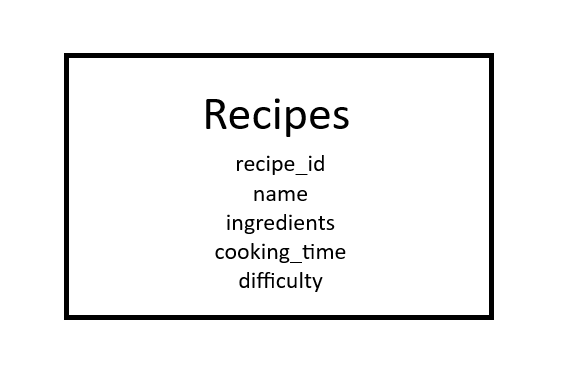 Recipes
recipe_id
name
ingredients
cooking_time
difficulty